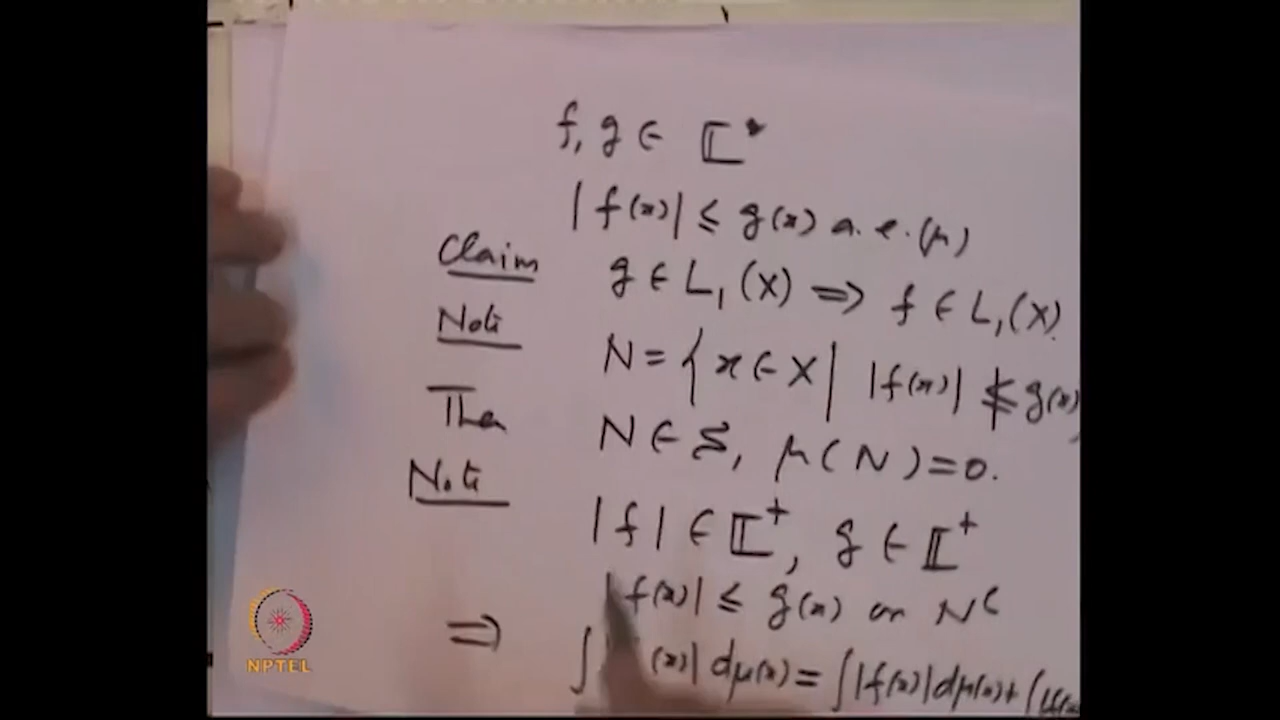 f, g ∈ 𝕃*
|f(x)| ≤ g(x) a.e.(μ)
Claim g ∈ L₁(X) ⟹ f ∈ L₁(X).
Note N = { x ∈ X | |f(x)| ≰ g(x)
Then N ∈ S, μ(N) = 0.
Note |f| ∈ 𝕃⁺, g ∈ 𝕃⁺
|f(x)| ≤ g(x) on Nᶜ
⟹ ∫ (x)| dμ(x) = ∫|f(x)|dμ(x)+
NPTEL